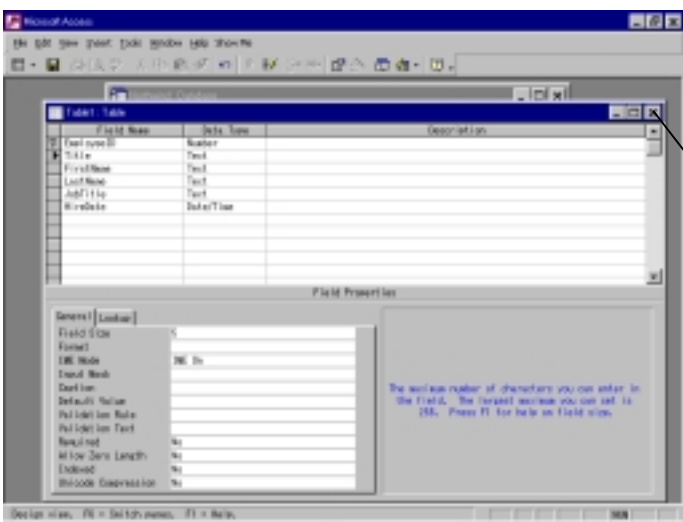 Microsoft Access
File Edit View Insert Tools Window Help Show Me
Table1 : Table
Field Name Data Type Description
EmployeeID Number
Title Text
FirstName Text
LastName Text
JobTitle Text
HireDate Date/Time
Field Properties
General Lookup
Field Size 5
Format
IME Mode IME On
Input Mask
Caption
Default Value
Validation Rule
Validation Text
Required No
Allow Zero Length No
Indexed No
Unicode Compression No
The maximum number of characters you can enter in
the field. The largest maximum you can set is
255. Press F1 for help on field size.
Design view. F6 = Switch panes. F1 = Help. NUM